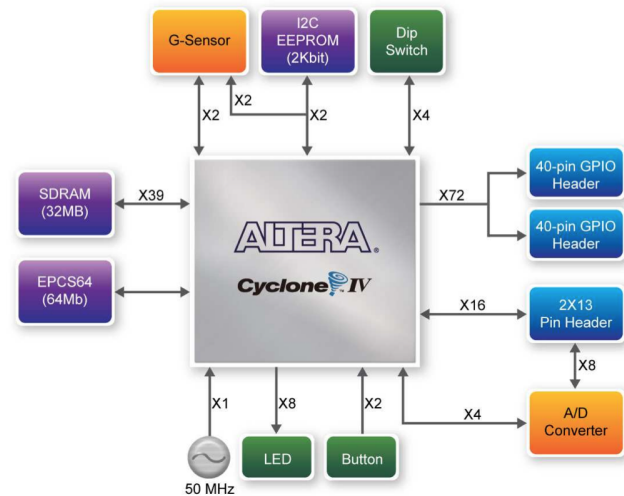 G-Sensor
I2C
EEPROM
(2Kbit)
Dip
Switch
X2
X2
X2
X4
SDRAM
(32MB)
X39
EPCS64
(64Mb)
ALTERA.
Cyclone IV
X72
40-pin GPIO
Header
40-pin GPIO
Header
X16
2X13
Pin Header
X8
X4
A/D
Converter
X1
X8
X2
50 MHz
LED
Button